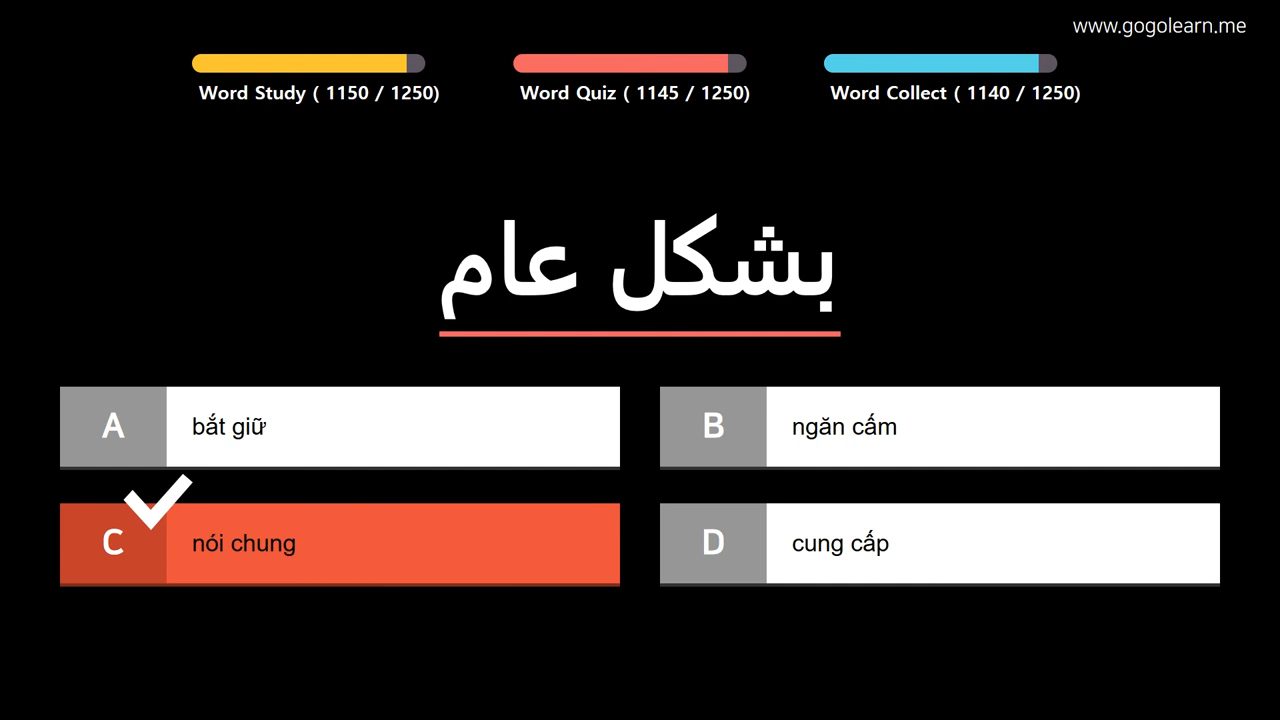 www.gogolearn.me
Word Study ( 1150 / 1250)
Word Quiz ( 1145 / 1250)
Word Collect ( 1140 / 1250)
بشكل عام
A
bắt giữ
B
ngăn cấm
C
nói chung
D
cung cấp